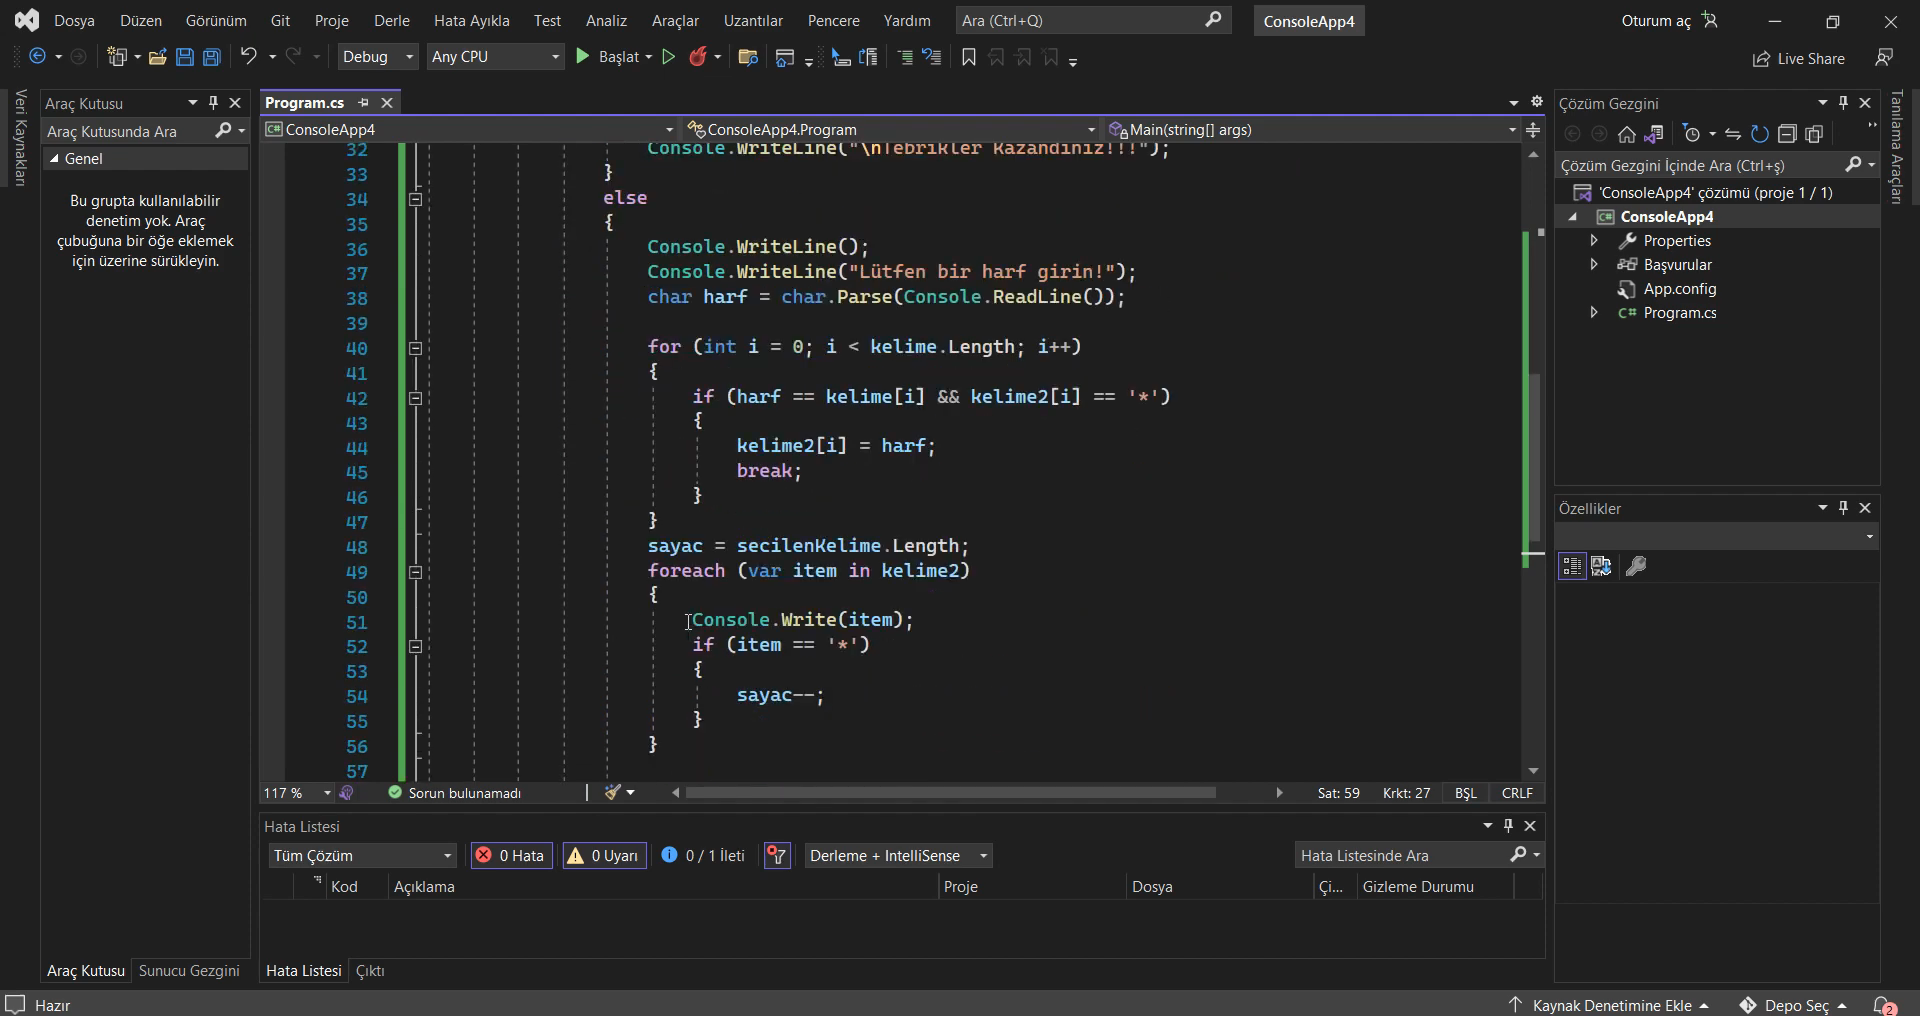 Dosya Düzen Görünüm Git Proje Derle Hata Ayıkla Test Analiz Araçlar Uzantılar Pencere Yardım Ara (Ctrl+Q) ConsoleApp4 Oturum aç
Debug Any CPU Başlat Live Share
Veri Kaynakları
Araç Kutusu
Araç Kutusunda Ara
Genel
Bu grupta kullanılabilir
denetim yok. Araç
çubuğuna bir öğe eklemek
için üzerine sürükleyin.
Araç Kutusu Sunucu Gezgini
Program.cs
C# ConsoleApp4 ConsoleApp4.Program Main(string[] args)
32 Console.WriteLine("\nTebrikler Kazandınız!!!");
33 }
34 else
35 {
36 Console.WriteLine();
37 Console.WriteLine("Lütfen bir harf girin!");
38 char harf = char.Parse(Console.ReadLine());
39
40 for (int i = 0; i < kelime.Length; i++)
41 {
42 if (harf == kelime[i] && kelime2[i] == '*')
43 {
44 kelime2[i] = harf;
45 break;
46 }
47 }
48 sayac = secilenKelime.Length;
49 foreach (var item in kelime2)
50 {
51 Console.Write(item);
52 if (item == '*')
53 {
54 sayac--;
55 }
56 }
57
117 % Sorun bulunamadı Sat: 59 Krkt: 27 BŞL CRLF
Hata Listesi
Tüm Çözüm 0 Hata 0 Uyarı 0 / 1 İleti Derleme + IntelliSense Hata Listesinde Ara
Kod Açıklama Proje Dosya Çi... Gizleme Durumu
Hata Listesi Çıktı
Çözüm Gezgini
Çözüm Gezgini İçinde Ara (Ctrl+ş)
'ConsoleApp4' çözümü (proje 1 / 1)
C# ConsoleApp4
Properties
Başvurular
App.config
C# Program.cs
Özellikler
Tanılama Araçları
Hazır Kaynak Denetimine Ekle Depo Seç 2